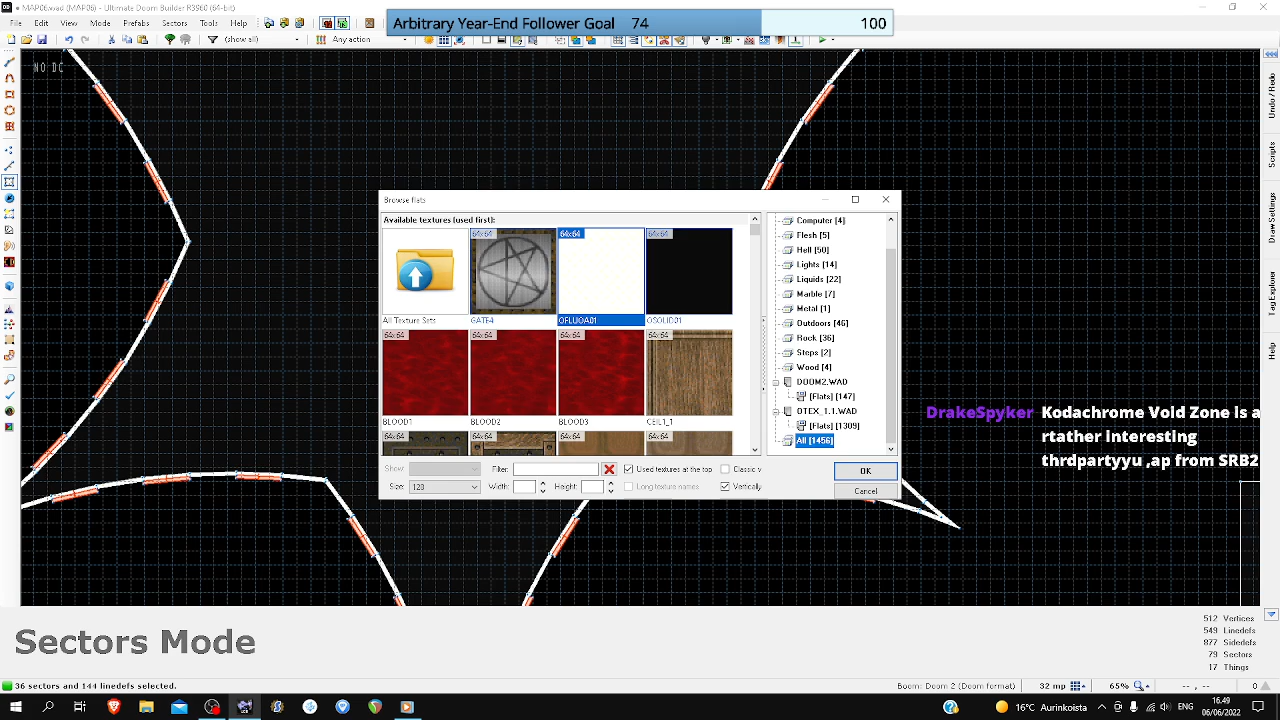 MAP06.wad (MAP06) - Ultimate Doom Builder R3960 (64-bit)
Arbitrary Year-End Follower Goal 74 100
File Edit View Mode Prefabs Sectors Tools Help
(show all)
Any action
Undo / Redo
Scripts
Draw Settings
Tag Explorer
Help
Browse flats
Available textures (used first):
64x64 64x64 64x64
All Texture Sets GATE4 OFLUOA01 OSOLID01
64x64 64x64 64x64 64x64
BLOOD1 BLOOD2 BLOOD3 CEIL1_1
64x64 64x64 64x64 64x64
Computer [4]
Flesh [5]
Hell [50]
Lights [14]
Liquids [22]
Marble [7]
Metal [1]
Outdoors [46]
Rock [36]
Steps [2]
Wood [4]
DOOM2.WAD
[Flats] [147]
OTEX_1.1.WAD
[Flats] [1309]
All [1456]
Show: Filter: Used textures at the top Classic v OK
Size: 128 Width: Height: Long texture names Vertically Cancel
DrakeSpyker Kodachrome Void Zone is a
rtather interesting
thrdparty map from SRB2
Sectors Mode
512 Vertices
549 Linedefs
877 Sidedefs
79 Sectors
17 Things
36 sectors and 144 linedefs selected.
Boom: Doom 2 (Doom format) 32 mp 65% -- , -- 0
16°C Aurinkoista ENG 16.49
06/06/2022